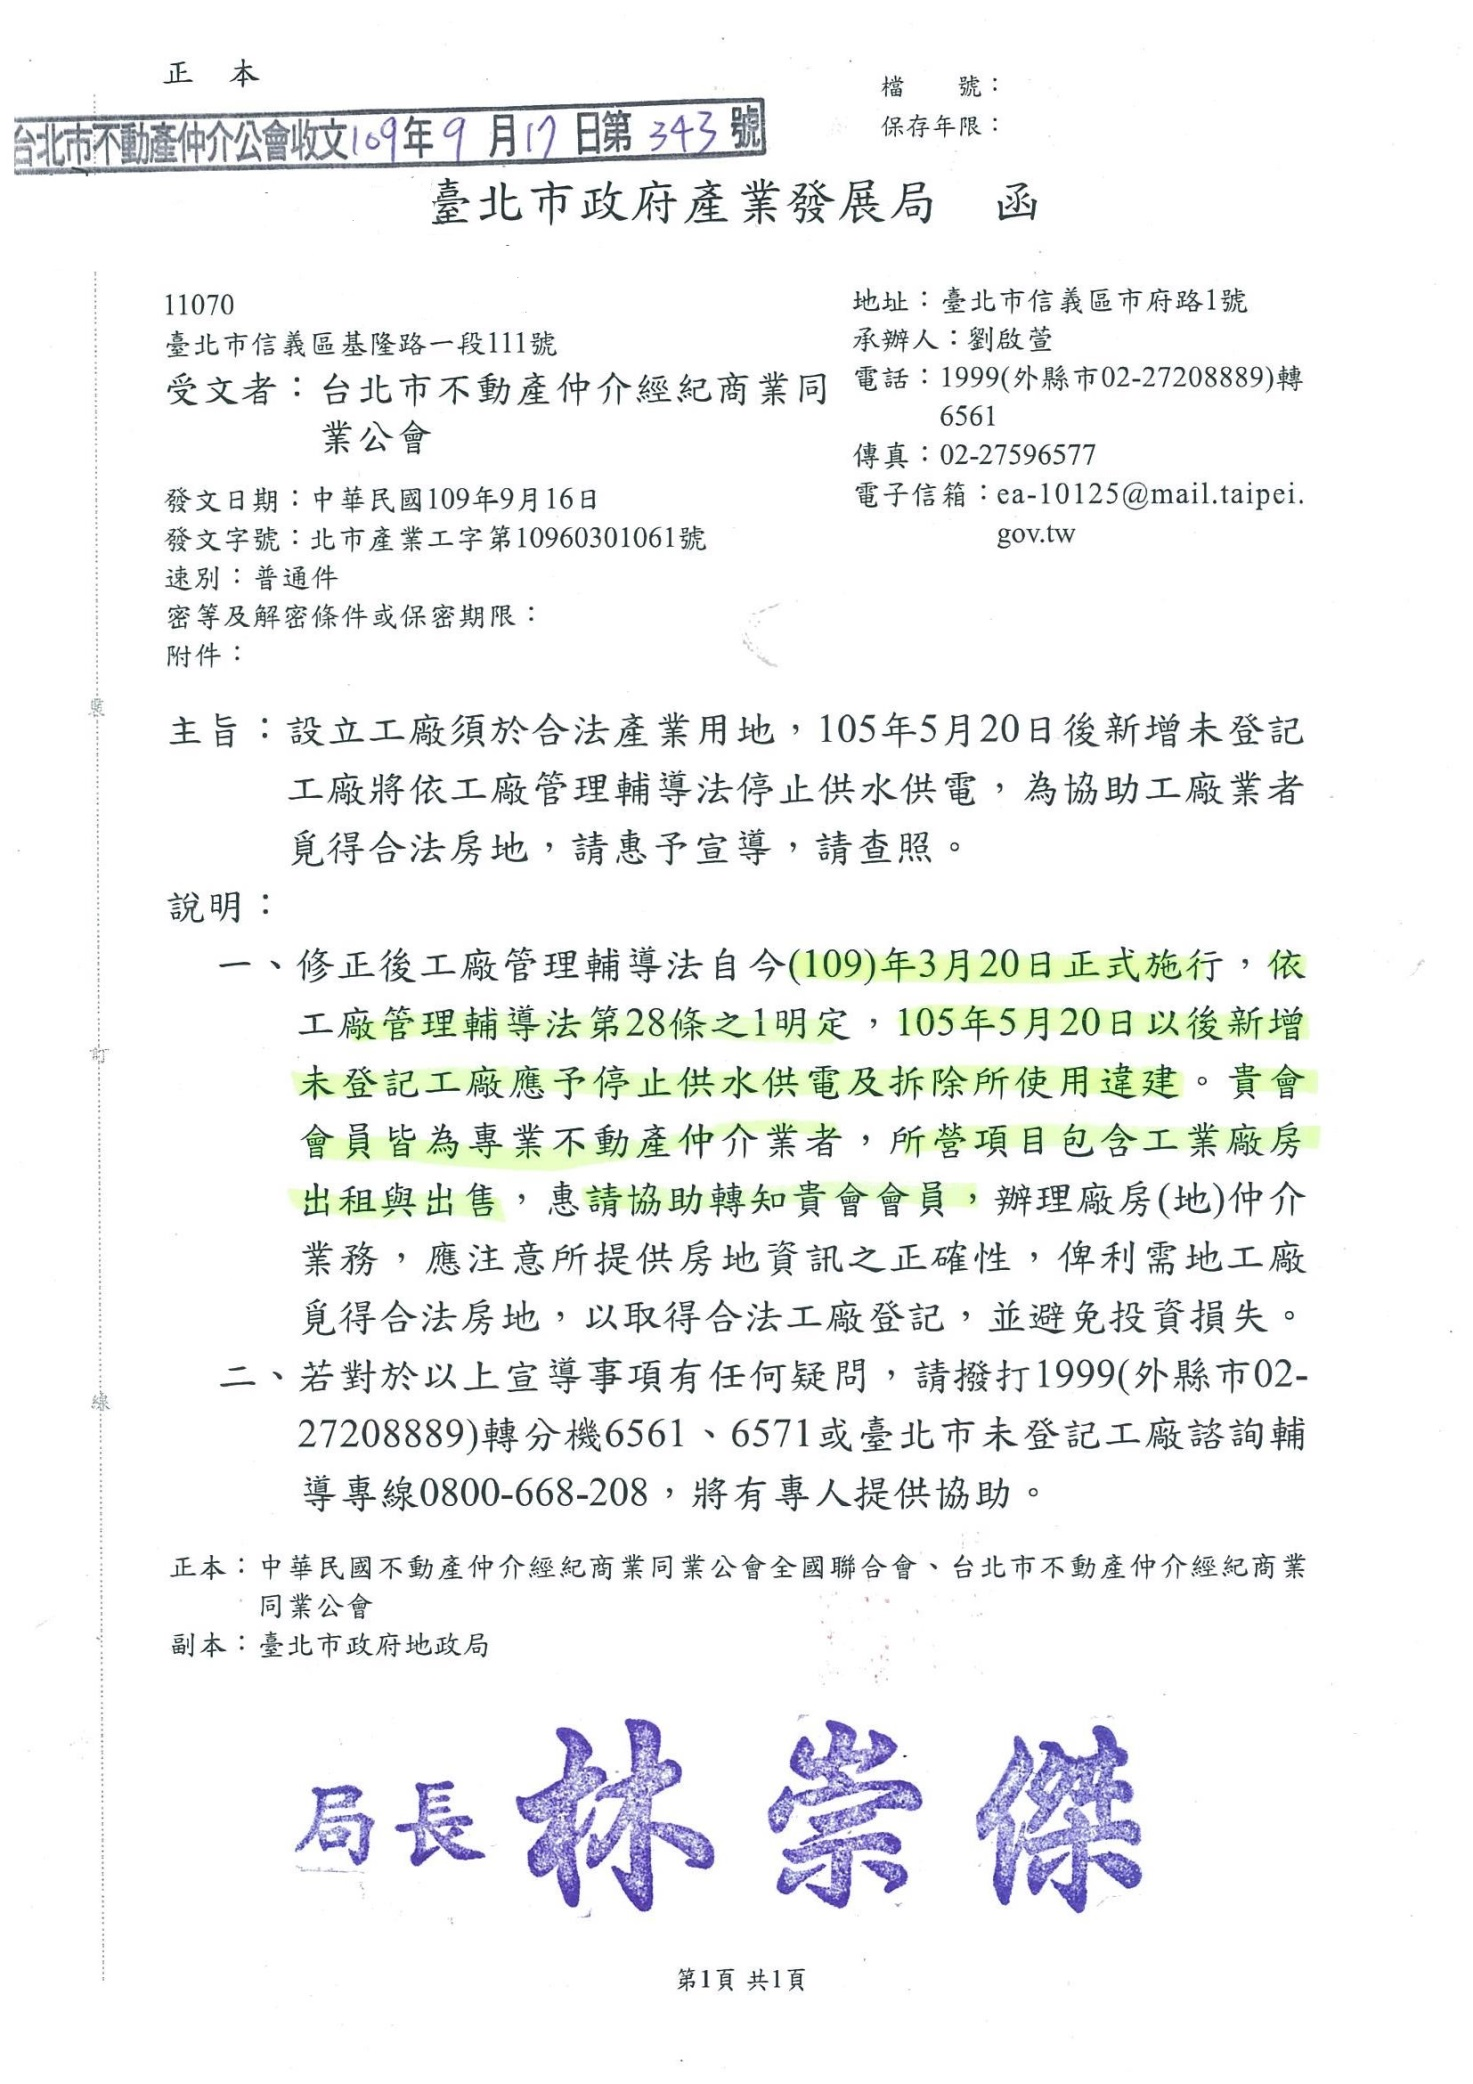 正　本
檔　　號：
保存年限：
台北市不動產仲介公會收文109年9月17日第343號
臺北市政府產業發展局　函
11070
臺北市信義區基隆路一段111號
受文者：台北市不動產仲介經紀商業同
業公會
地址：臺北市信義區市府路1號
承辦人：劉啟萱
電話：1999(外縣市02-27208889)轉
6561
傳真：02-27596577
電子信箱：ea-10125@mail.taipei.
gov.tw
發文日期：中華民國109年9月16日
發文字號：北市產業工字第10960301061號
速別：普通件
密等及解密條件或保密期限：
附件：
主旨：設立工廠須於合法產業用地，105年5月20日後新增未登記
工廠將依工廠管理輔導法停止供水供電，為協助工廠業者
覓得合法房地，請惠予宣導，請查照。
說明：
一、修正後工廠管理輔導法自今(109)年3月20日正式施行，依
工廠管理輔導法第28條之1明定，105年5月20日以後新增
未登記工廠應予停止供水供電及拆除所使用違建。貴會
會員皆為專業不動產仲介業者，所營項目包含工業廠房
出租與出售，惠請協助轉知貴會會員，辦理廠房(地)仲介
業務，應注意所提供房地資訊之正確性，俾利需地工廠
覓得合法房地，以取得合法工廠登記，並避免投資損失。
二、若對於以上宣導事項有任何疑問，請撥打1999(外縣市02-
27208889)轉分機6561、6571或臺北市未登記工廠諮詢輔
導專線0800-668-208，將有專人提供協助。
正本：中華民國不動產仲介經紀商業同業公會全國聯合會、台北市不動產仲介經紀商業
同業公會
副本：臺北市政府地政局
裝
訂
線
局長 林崇傑
第1頁 共1頁